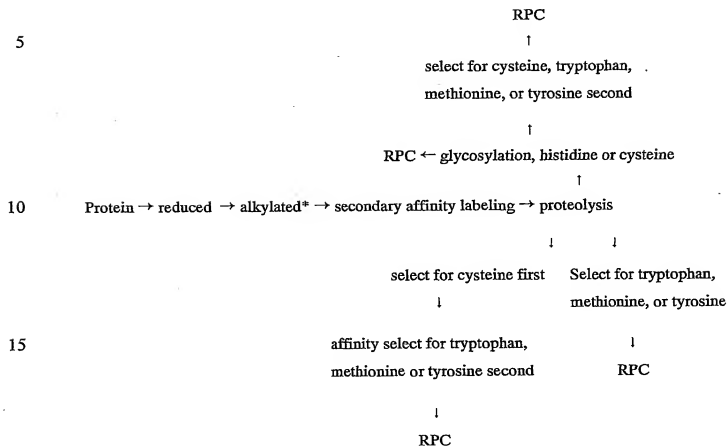 RPC
5
↑
select for cysteine, tryptophan,
methionine, or tyrosine second
↑
RPC ← glycosylation, histidine or cysteine
↑
10 Protein → reduced → alkylated* → secondary affinity labeling → proteolysis
↓ ↓
select for cysteine first Select for tryptophan,
↓ methionine, or tyrosine
15 affinity select for tryptophan, ↓
methionine or tyrosine second RPC
↓
RPC